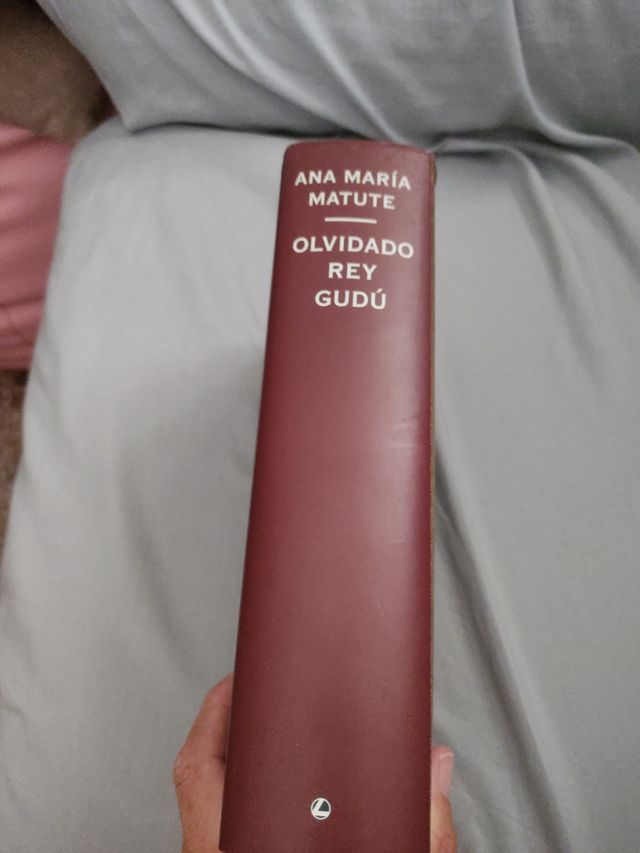 ANA MARÍA
MATUTE
OLVIDADO
REY
GUDÚ